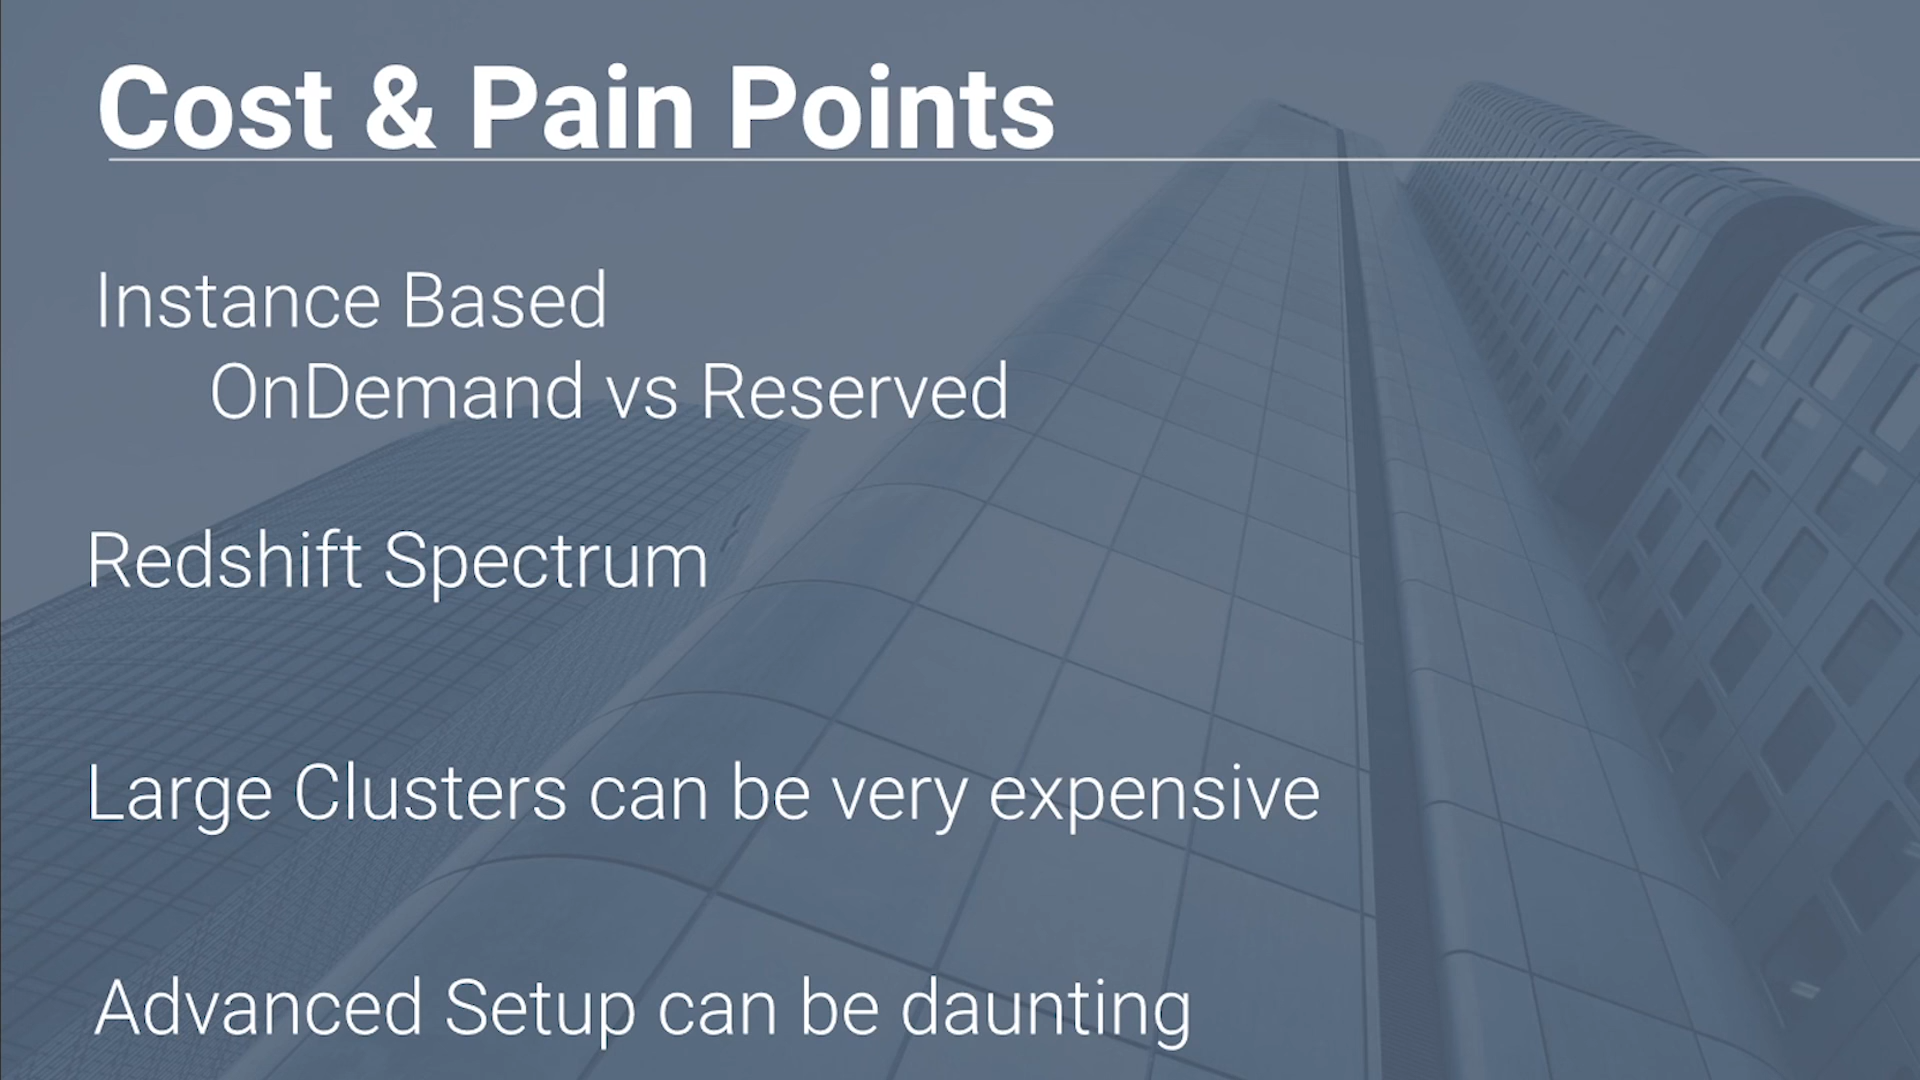 Cost & Pain Points
Instance Based
OnDemand vs Reserved
Redshift Spectrum
Large Clusters can be very expensive
Advanced Setup can be daunting